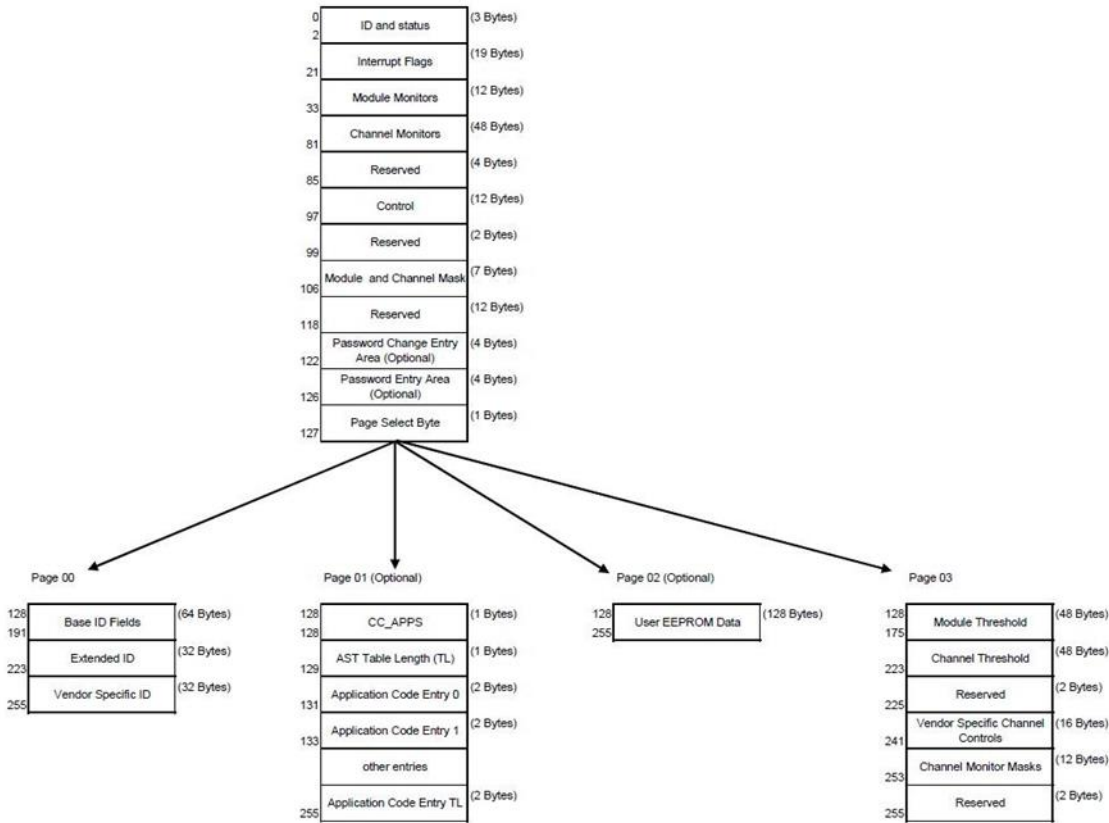 0
ID and status
(3 Bytes)
2
Interrupt Flags
(19 Bytes)
21
Module Monitors
(12 Bytes)
33
Channel Monitors
(48 Bytes)
81
Reserved
(4 Bytes)
85
Control
(12 Bytes)
97
Reserved
(2 Bytes)
99
Module and Channel Mask
(7 Bytes)
106
Reserved
(12 Bytes)
118
Password Change Entry
Area (Optional)
(4 Bytes)
122
Password Entry Area
(Optional)
(4 Bytes)
126
Page Select Byte
(1 Bytes)
127
Page 00
128
Base ID Fields
(64 Bytes)
191
Extended ID
(32 Bytes)
223
Vendor Specific ID
(32 Bytes)
255
Page 01 (Optional)
128
CC_APPS
(1 Bytes)
128
AST Table Length (TL)
(1 Bytes)
129
Application Code Entry 0
(2 Bytes)
131
Application Code Entry 1
(2 Bytes)
133
other entries
Application Code Entry TL
(2 Bytes)
255
Page 02 (Optional)
128
User EEPROM Data
(128 Bytes)
255
Page 03
128
Module Threshold
(48 Bytes)
175
Channel Threshold
(48 Bytes)
223
Reserved
(2 Bytes)
225
Vendor Specific Channel
Controls
(16 Bytes)
241
Channel Monitor Masks
(12 Bytes)
253
Reserved
(2 Bytes)
255